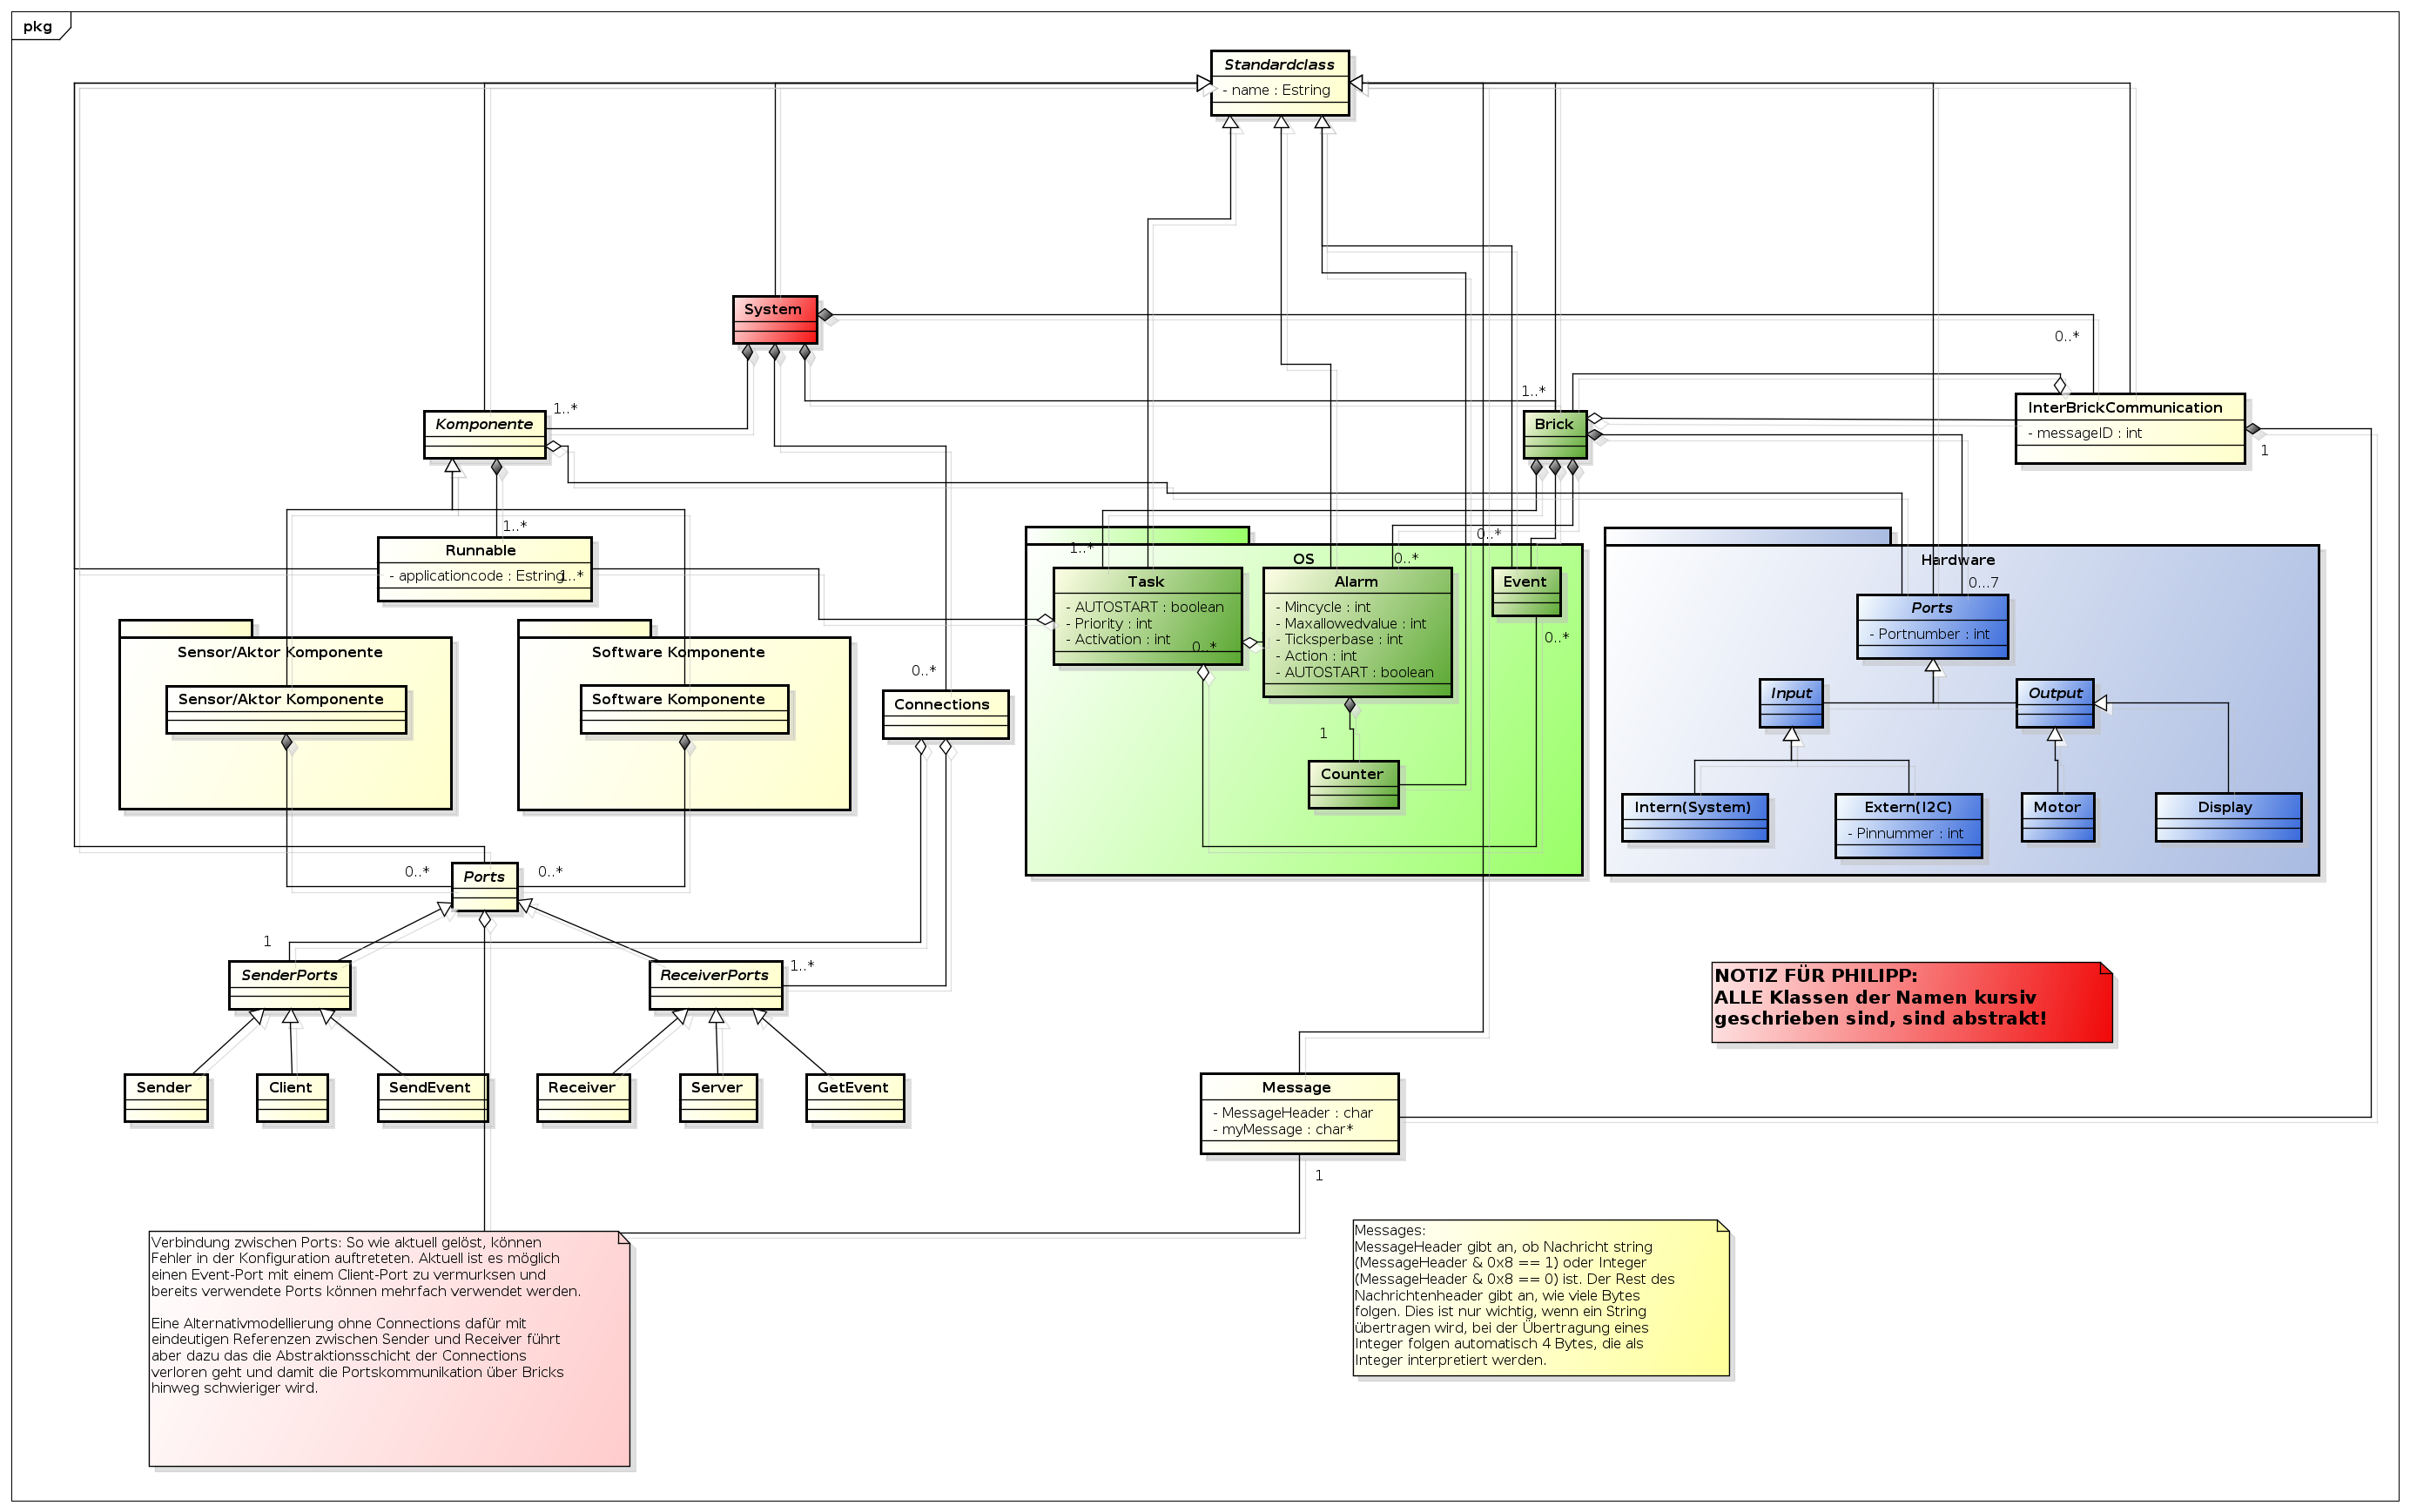 pkg
Standardclass
- name : Estring
System
0..*
1..*
1..*
Komponente
Brick
InterBrickCommunication
- messageID : int
1
1..*
Runnable
- applicationcode : Estring
1..*
OS
1..*
0..*
0..*
Task
- AUTOSTART : boolean
- Priority : int
- Activation : int
0..*
Alarm
- Mincycle : int
- Maxallowedvalue : int
- Ticksperbase : int
- Action : int
- AUTOSTART : boolean
Event
0..*
1
Counter
Hardware
0...7
Ports
- Portnumber : int
Input
Output
Intern(System)
Extern(I2C)
- Pinnummer : int
Motor
Display
Sensor/Aktor Komponente
Sensor/Aktor Komponente
Software Komponente
Software Komponente
0..*
Connections
0..*
Ports
0..*
1
SenderPorts
ReceiverPorts
1..*
Sender
Client
SendEvent
Receiver
Server
GetEvent
NOTIZ FÜR PHILIPP:
ALLE Klassen der Namen kursiv
geschrieben sind, sind abstrakt!
Message
- MessageHeader : char
- myMessage : char*
1
Verbindung zwischen Ports: So wie aktuell gelöst, können
Fehler in der Konfiguration auftreteten. Aktuell ist es möglich
einen Event-Port mit einem Client-Port zu vermurksen und
bereits verwendete Ports können mehrfach verwendet werden.
Eine Alternativmodellierung ohne Connections dafür mit
eindeutigen Referenzen zwischen Sender und Receiver führt
aber dazu das die Abstraktionsschicht der Connections
verloren geht und damit die Portskommunikation über Bricks
hinweg schwieriger wird.
Messages:
MessageHeader gibt an, ob Nachricht string
(MessageHeader & 0x8 == 1) oder Integer
(MessageHeader & 0x8 == 0) ist. Der Rest des
Nachrichtenheader gibt an, wie viele Bytes
folgen. Dies ist nur wichtig, wenn ein String
übertragen wird, bei der Übertragung eines
Integer folgen automatisch 4 Bytes, die als
Integer interpretiert werden.